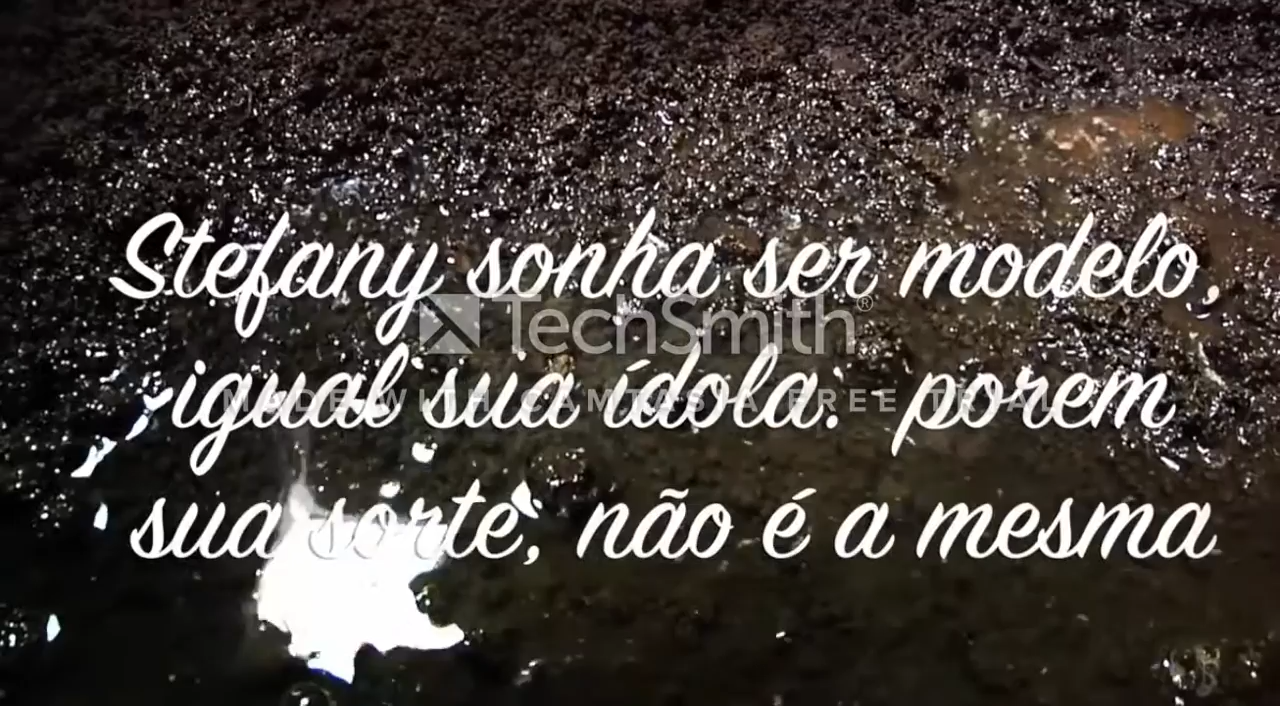 Stefany sonha ser modelo,
TechSmith®
igual sua ídola. porem
MADE WITH CAMTASIA FREE TRIAL
sua sorte, não é a mesma